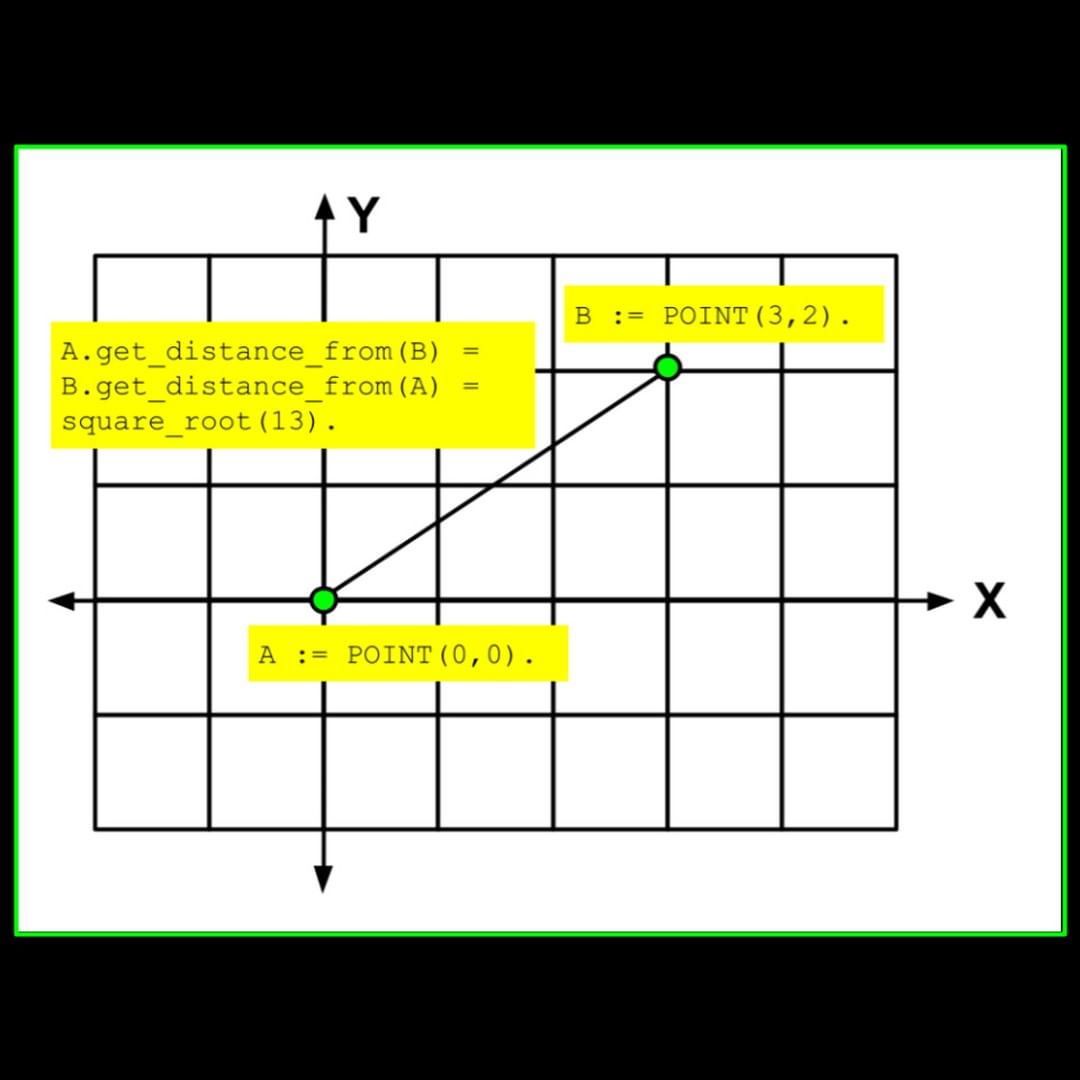 Y
B := POINT(3,2).
A.get_distance_from(B) =
B.get_distance_from(A) =
square_root(13).
X
A := POINT(0,0).